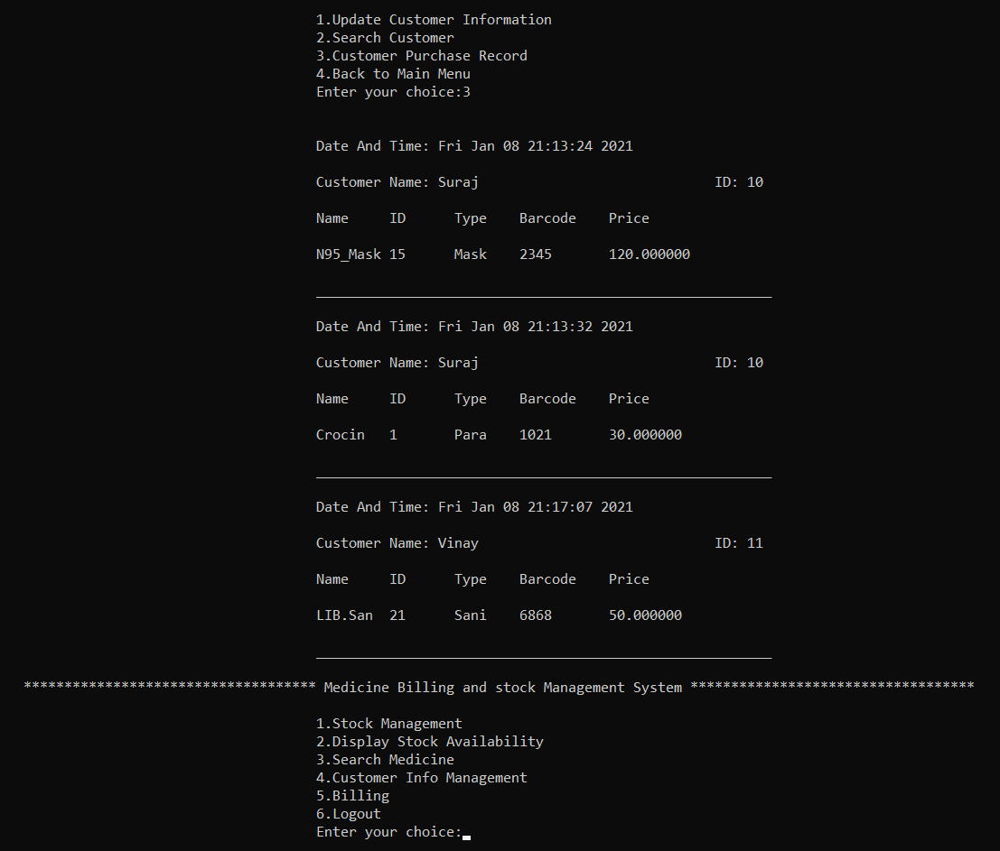 1.Update Customer Information
2.Search Customer
3.Customer Purchase Record
4.Back to Main Menu
Enter your choice:3
Date And Time: Fri Jan 08 21:13:24 2021
Customer Name: Suraj ID: 10
Name ID Type Barcode Price
N95_Mask 15 Mask 2345 120.000000
________________________________________________________
Date And Time: Fri Jan 08 21:13:32 2021
Customer Name: Suraj ID: 10
Name ID Type Barcode Price
Crocin 1 Para 1021 30.000000
________________________________________________________
Date And Time: Fri Jan 08 21:17:07 2021
Customer Name: Vinay ID: 11
Name ID Type Barcode Price
LIB.San 21 Sani 6868 50.000000
________________________________________________________
************************************ Medicine Billing and stock Management System ***********************************
1.Stock Management
2.Display Stock Availability
3.Search Medicine
4.Customer Info Management
5.Billing
6.Logout
Enter your choice: